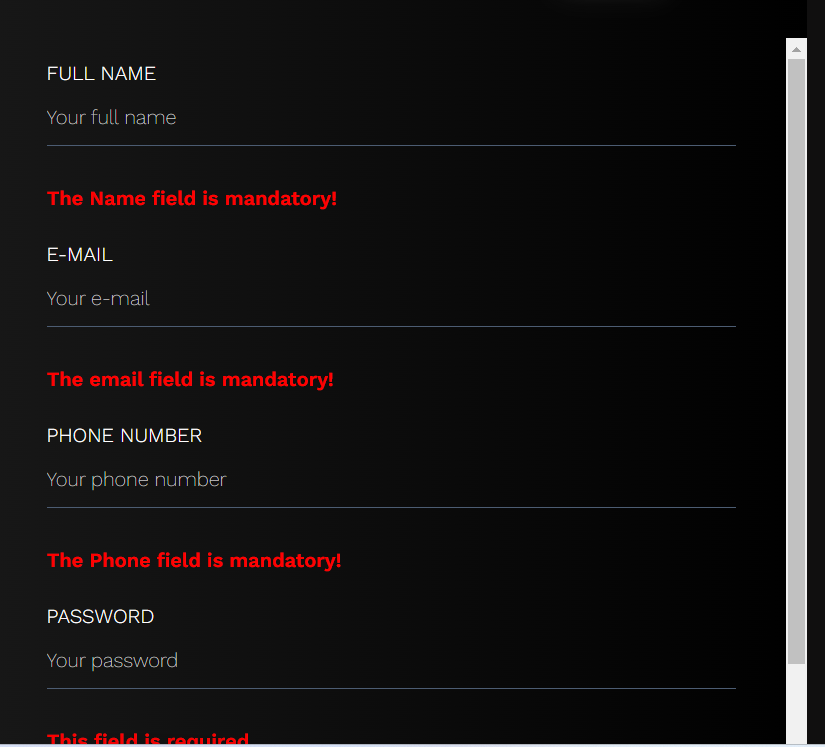 FULL NAME
Your full name
The Name field is mandatory!
E-MAIL
Your e-mail
The email field is mandatory!
PHONE NUMBER
Your phone number
The Phone field is mandatory!
PASSWORD
Your password
This field is required